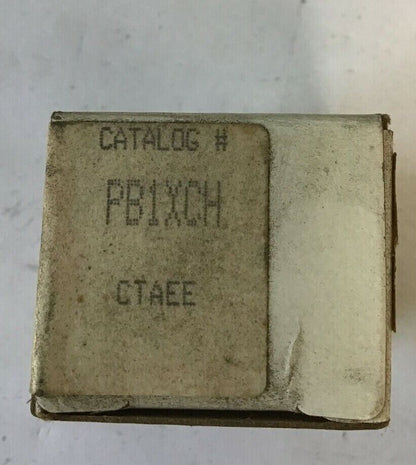 CATALOG #
PB1XCH
CTAEE